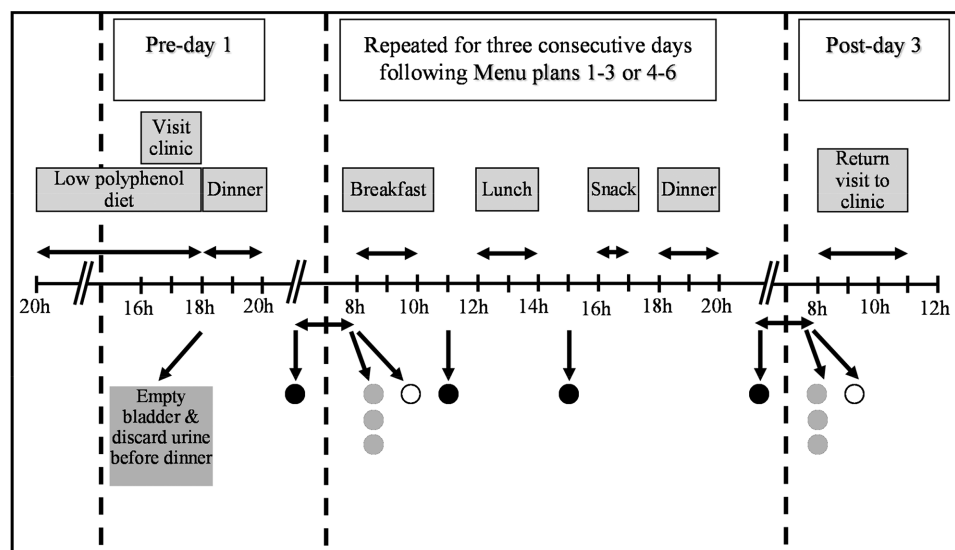 Pre-day 1
Repeated for three consecutive days
following Menu plans 1-3 or 4-6
Post-day 3
Visit
clinic
Low polyphenol
diet
Dinner
Breakfast
Lunch
Snack
Dinner
Return
visit to
clinic
20h
16h
18h
20h
8h
10h
12h
14h
16h
18h
20h
8h
10h
12h
Empty
bladder &
discard urine
before dinner